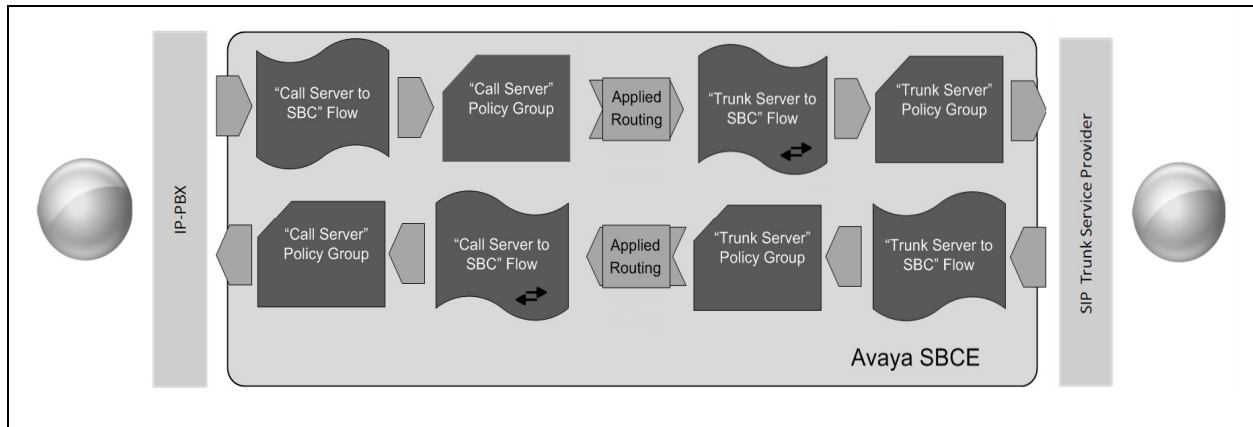 IP-PBX
“Call Server to
SBC” Flow
“Call Server”
Policy Group
Applied
Routing
“Trunk Server to
SBC” Flow
“Trunk Server”
Policy Group
“Call Server”
Policy Group
“Call Server to
SBC” Flow
Applied
Routing
“Trunk Server”
Policy Group
“Trunk Server to
SBC” Flow
Avaya SBCE
SIP Trunk Service Provider